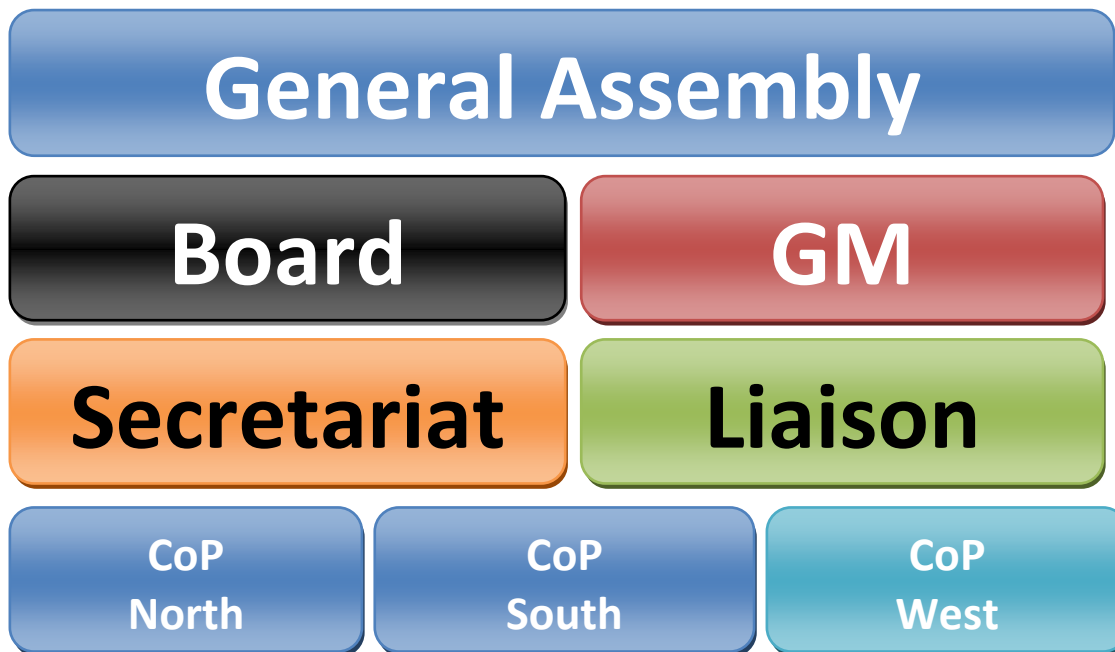 General Assembly
Board
GM
Secretariat
Liaison
CoP
North
CoP
South
CoP
West